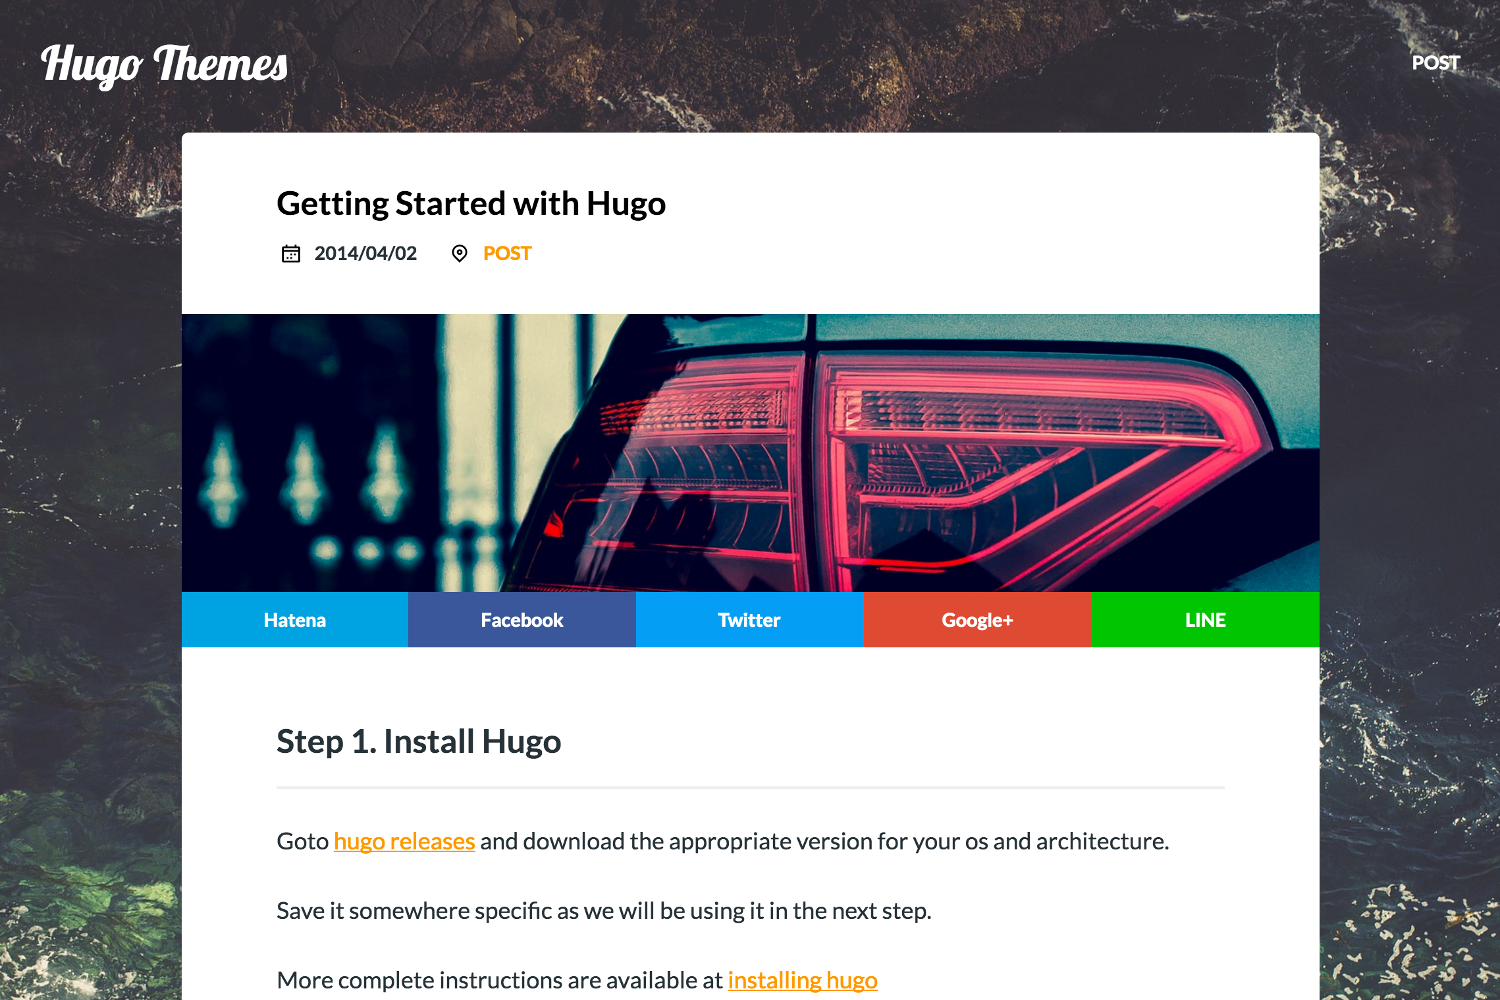 Hugo Themes
POST
Getting Started with Hugo
2014/04/02 POST
Hatena Facebook Twitter Google+ LINE
Step 1. Install Hugo
Goto hugo releases and download the appropriate version for your os and architecture.
Save it somewhere specific as we will be using it in the next step.
More complete instructions are available at installing hugo